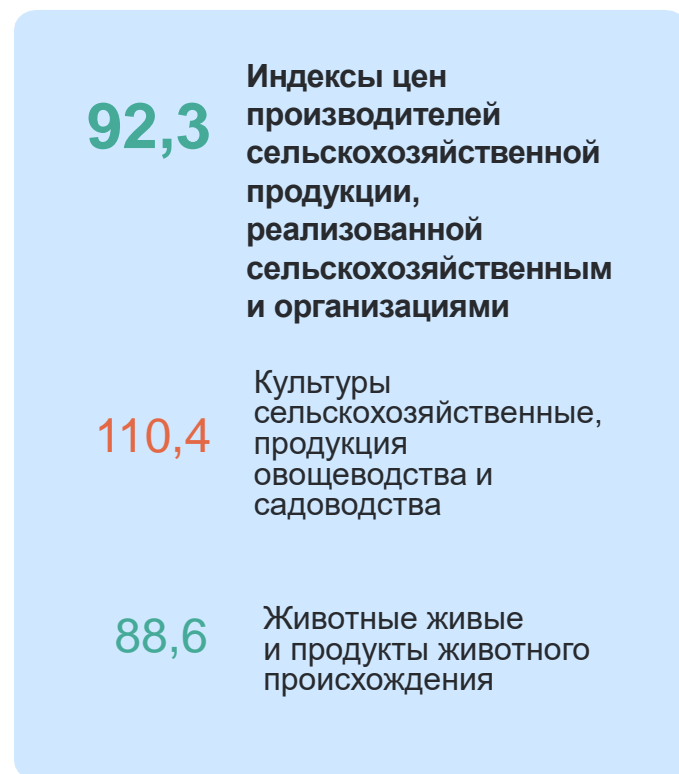 92,3
Индексы цен
производителей
сельскохозяйственной
продукции,
реализованной
сельскохозяйственным
и организациями
110,4
Культуры
сельскохозяйственные,
продукция
овощеводства и
садоводства
88,6
Животные живые
и продукты животного
происхождения